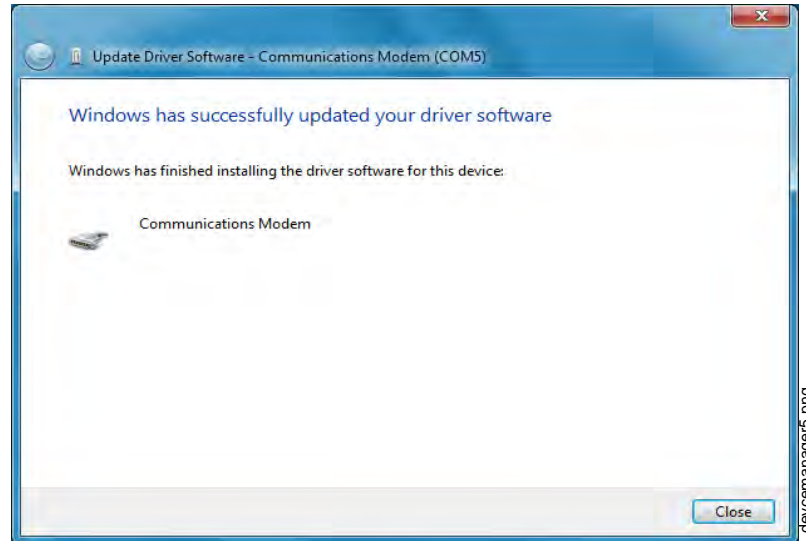 Update Driver Software - Communications Modem (COM5)
Windows has successfully updated your driver software
Windows has finished installing the driver software for this device:
Communications Modem
Close
devcemanager5.png